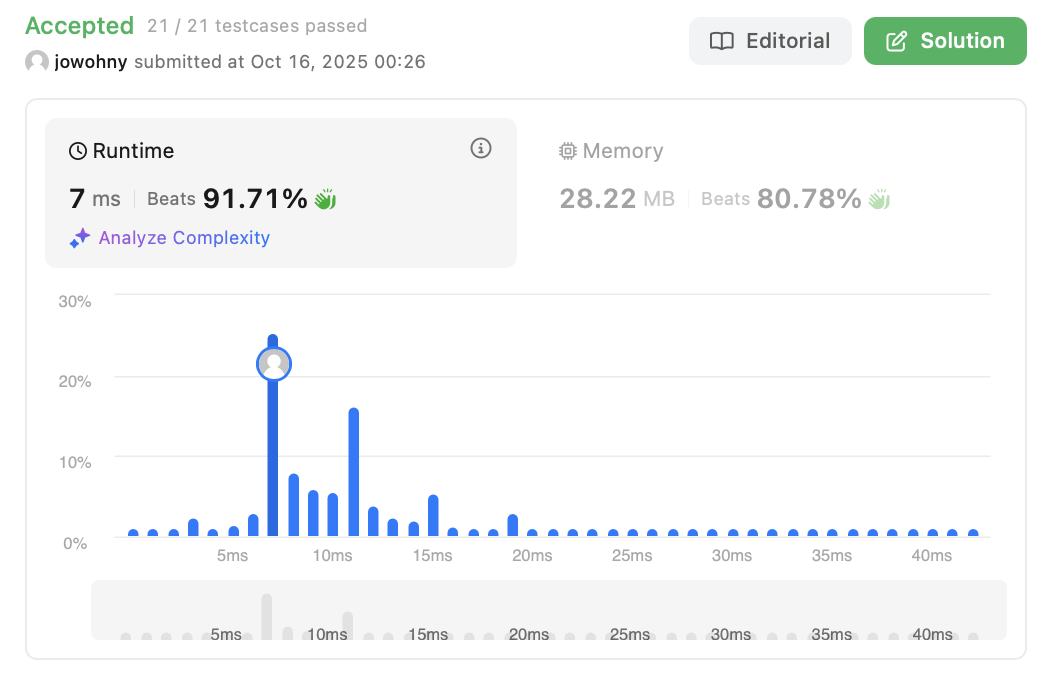 Accepted 21 / 21 testcases passed
Editorial
Solution
jowohny submitted at Oct 16, 2025 00:26
Runtime
Memory
7 ms Beats 91.71%
28.22 MB Beats 80.78%
Analyze Complexity
30%
20%
10%
0%
5ms 10ms 15ms 20ms 25ms 30ms 35ms 40ms
5ms 10ms 15ms 20ms 25ms 30ms 35ms 40ms